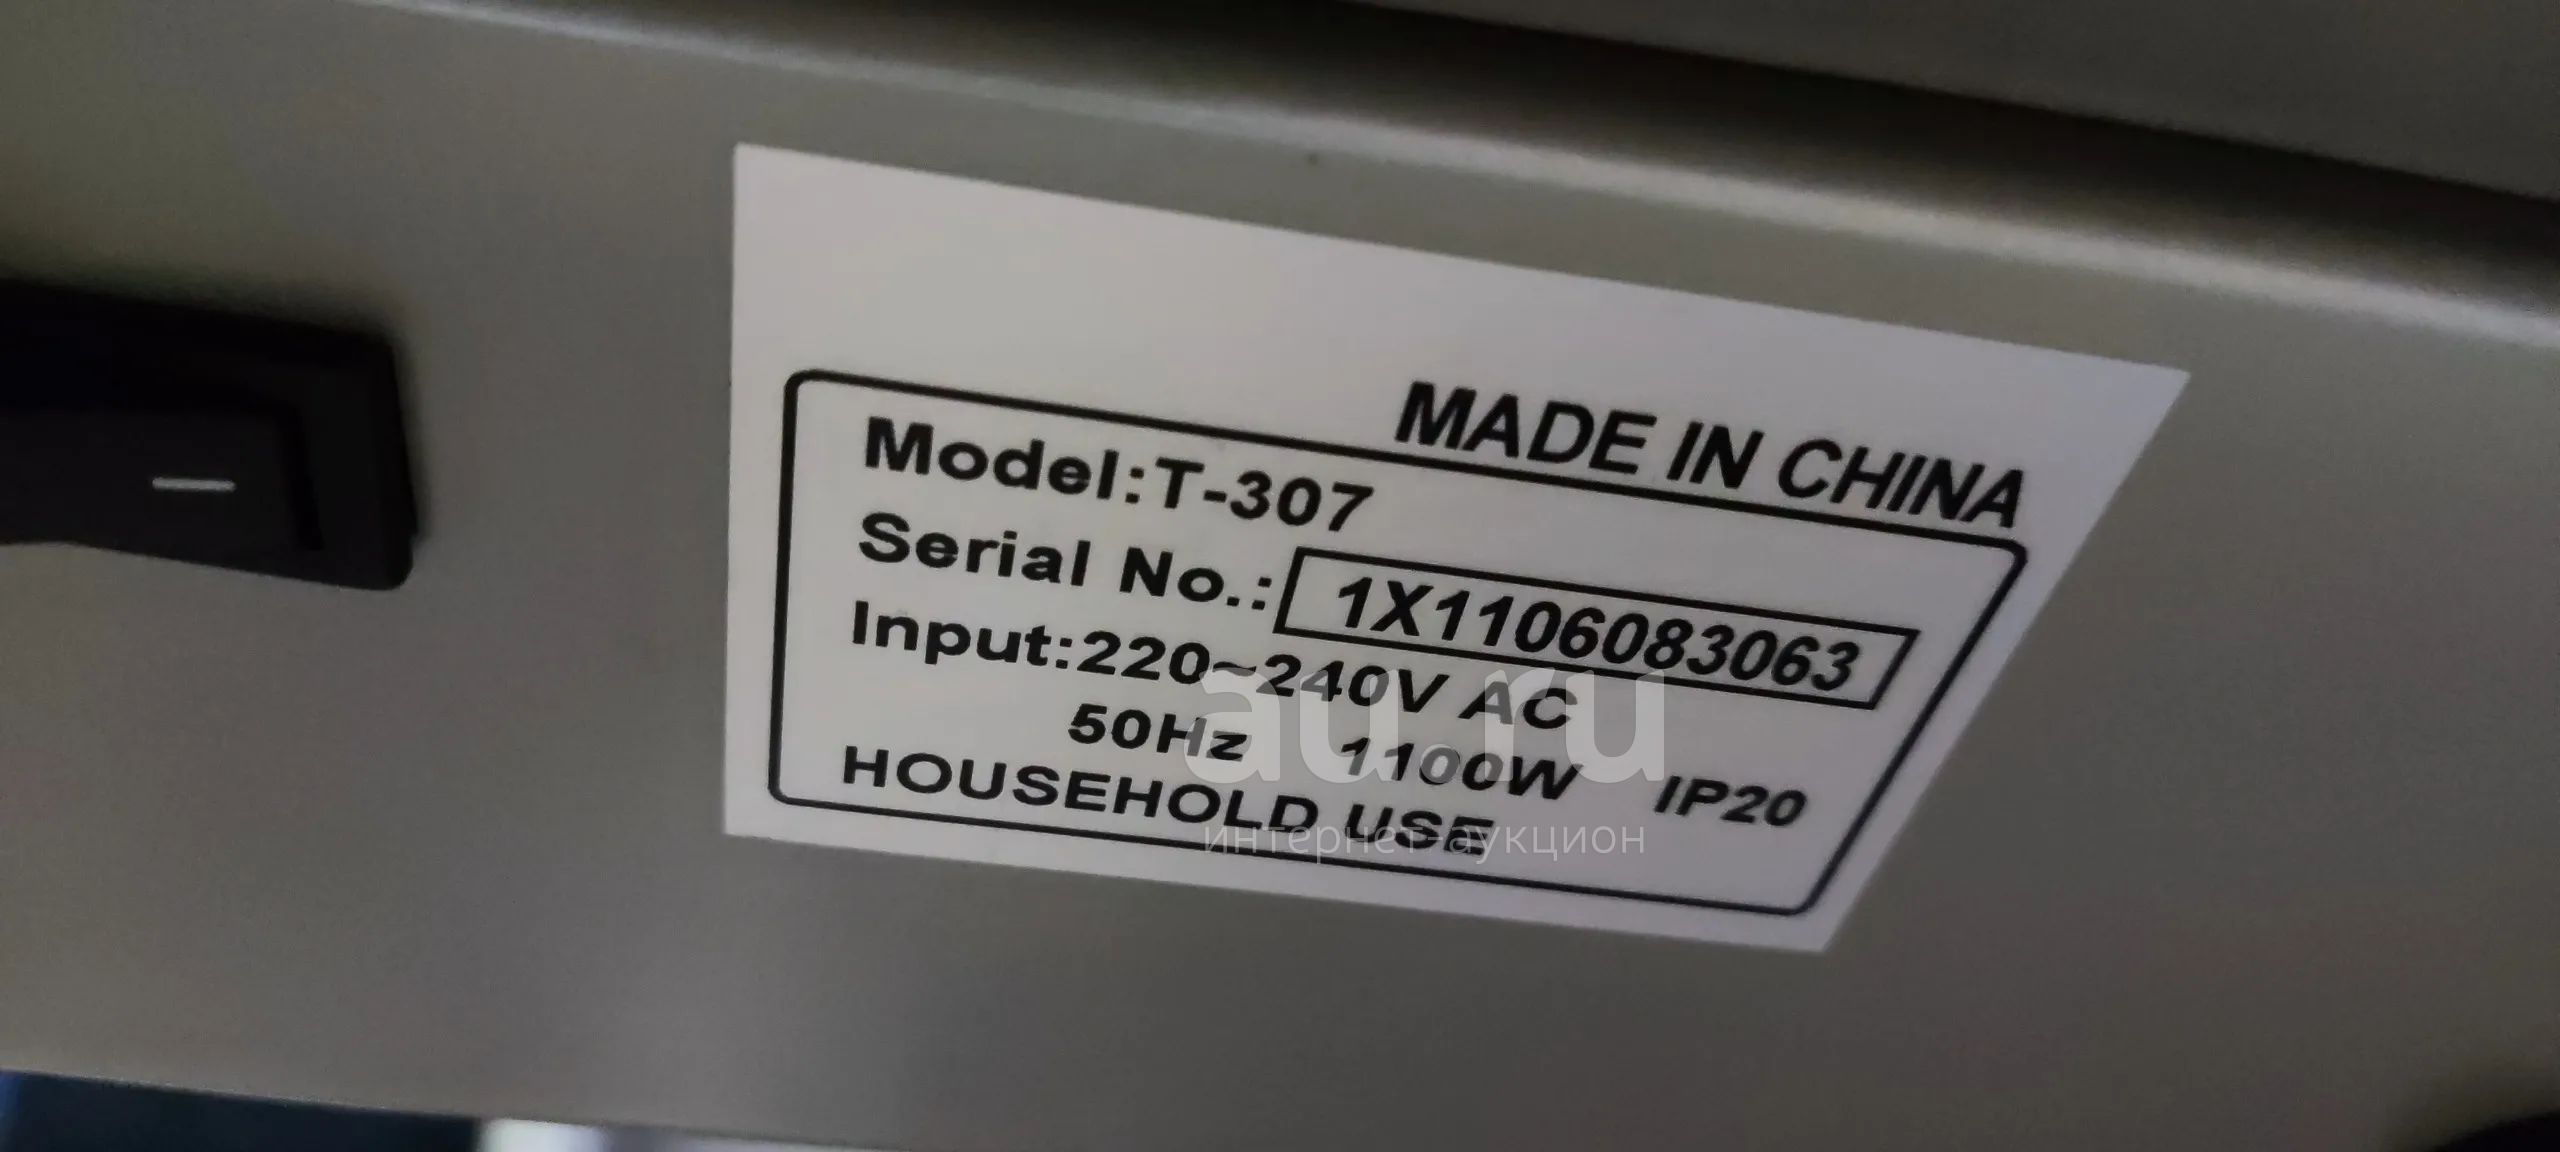 MADE IN CHINA
Model:T-307
Serial No.: 1X1106083063
Input:220~240V AC
50Hz 1100W IP20
HOUSEHOLD USE
au.ru
интернет-аукцион